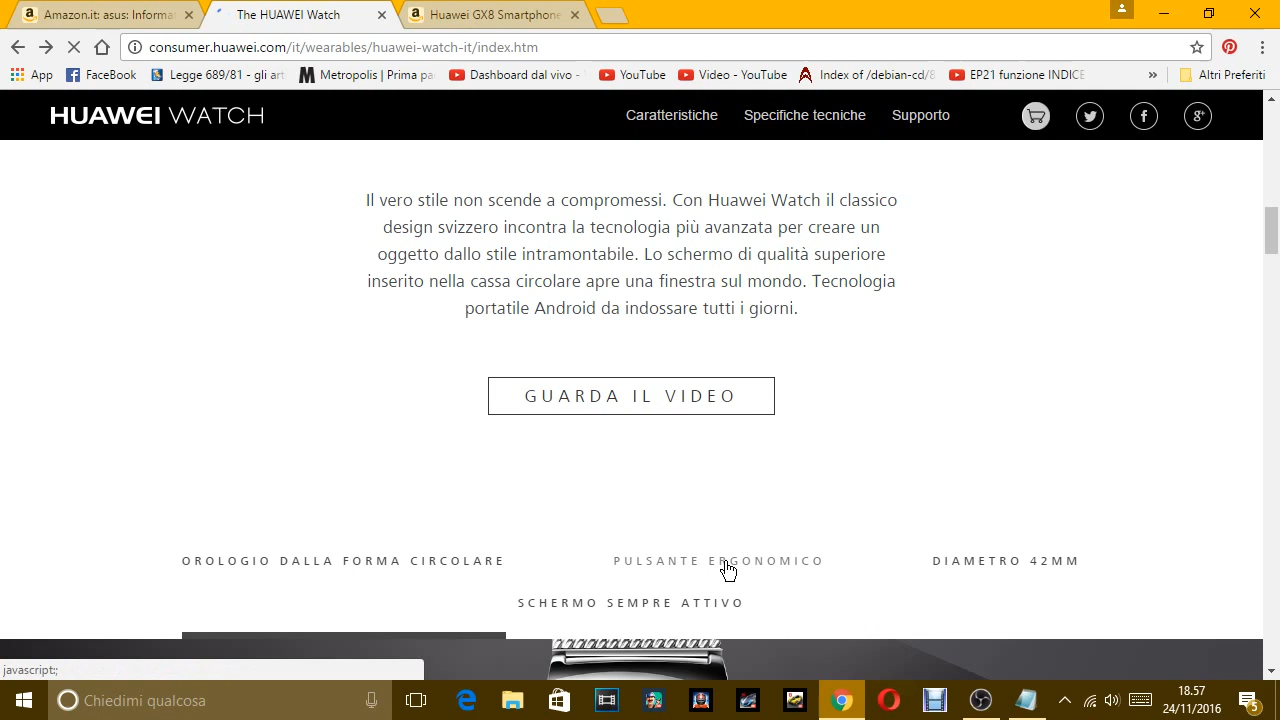 Amazon.it: asus: Informa
The HUAWEI Watch
Huawei GX8 Smartphone
consumer.huawei.com/it/wearables/huawei-watch-it/index.htm
App
FaceBook
Legge 689/81 - gli art
Metropolis | Prima pa
Dashboard dal vivo -
YouTube
Video - YouTube
Index of /debian-cd/8
EP21 funzione INDICE
»
Altri Preferiti
HUAWEI WATCH
Caratteristiche
Specifiche tecniche
Supporto
Il vero stile non scende a compromessi. Con Huawei Watch il classico
design svizzero incontra la tecnologia più avanzata per creare un
oggetto dallo stile intramontabile. Lo schermo di qualità superiore
inserito nella cassa circolare apre una finestra sul mondo. Tecnologia
portatile Android da indossare tutti i giorni.
GUARDA IL VIDEO
OROLOGIO DALLA FORMA CIRCOLARE
PULSANTE ERGONOMICO
DIAMETRO 42MM
SCHERMO SEMPRE ATTIVO
javascript:;
Chiedimi qualcosa
18.57
24/11/2016
5